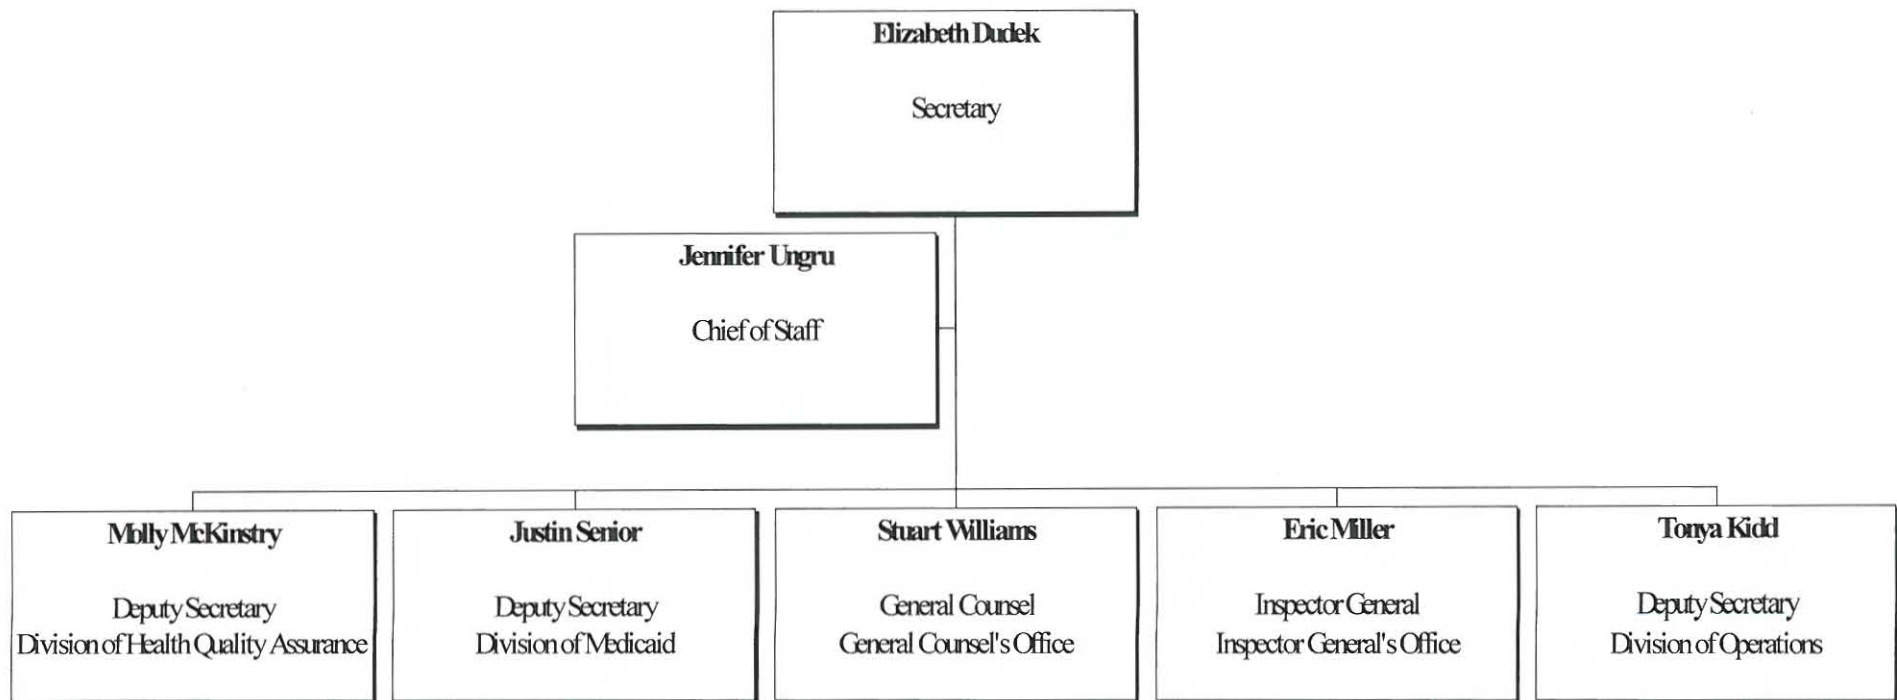 Elizabeth Dudek
Secretary
Jennifer Ungru
Chief of Staff
Molly McKinstry
Deputy Secretary
Division of Health Quality Assurance
Justin Senior
Deputy Secretary
Division of Medicaid
Stuart Williams
General Counsel
General Counsel's Office
Eric Miller
Inspector General
Inspector General's Office
Tonya Kidd
Deputy Secretary
Division of Operations